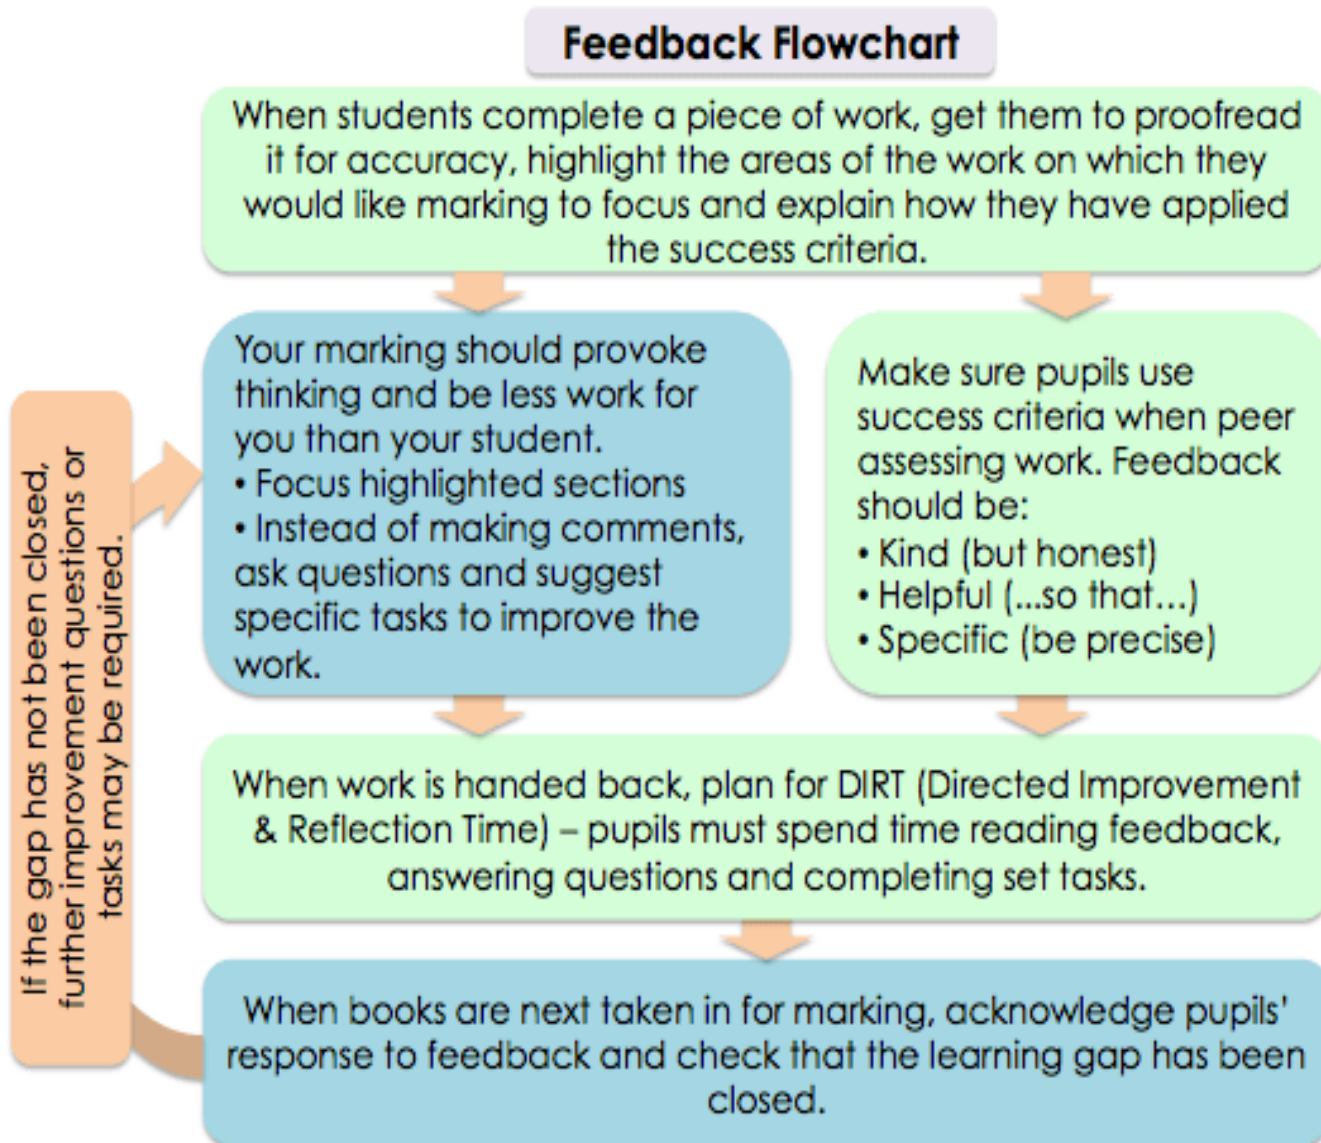 Feedback Flowchart
When students complete a piece of work, get them to proofread
it for accuracy, highlight the areas of the work on which they
would like marking to focus and explain how they have applied
the success criteria.
Your marking should provoke
thinking and be less work for
you than your student.
• Focus highlighted sections
• Instead of making comments,
ask questions and suggest
specific tasks to improve the
work.
Make sure pupils use
success criteria when peer
assessing work. Feedback
should be:
• Kind (but honest)
• Helpful (...so that...)
• Specific (be precise)
When work is handed back, plan for DIRT (Directed Improvement
& Reflection Time) – pupils must spend time reading feedback,
answering questions and completing set tasks.
When books are next taken in for marking, acknowledge pupils'
response to feedback and check that the learning gap has been
closed.
If the gap has not been closed,
further improvement questions or
tasks may be required.